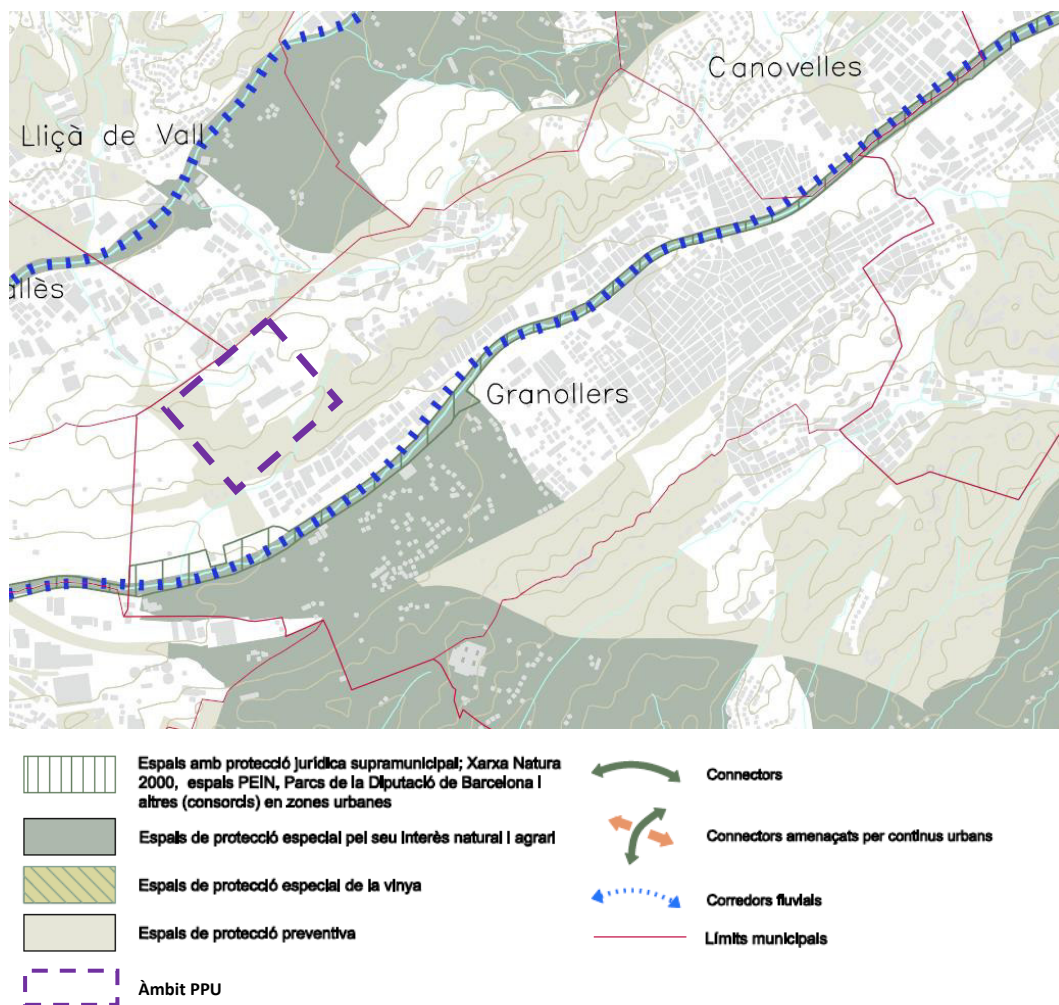 Canovelles
Lliçà de Vall
allès
Granollers
Espais amb protecció jurídica supramunicipal; Xarxa Natura
2000, espais PEIN, Parcs de la Diputació de Barcelona i
altres (consorcis) en zones urbanes
Espais de protecció especial pel seu interès natural i agrari
Espais de protecció especial de la vinya
Espais de protecció preventiva
Àmbit PPU
Connectors
Connectors amenaçats per continus urbans
Corredors fluvials
Límits municipals